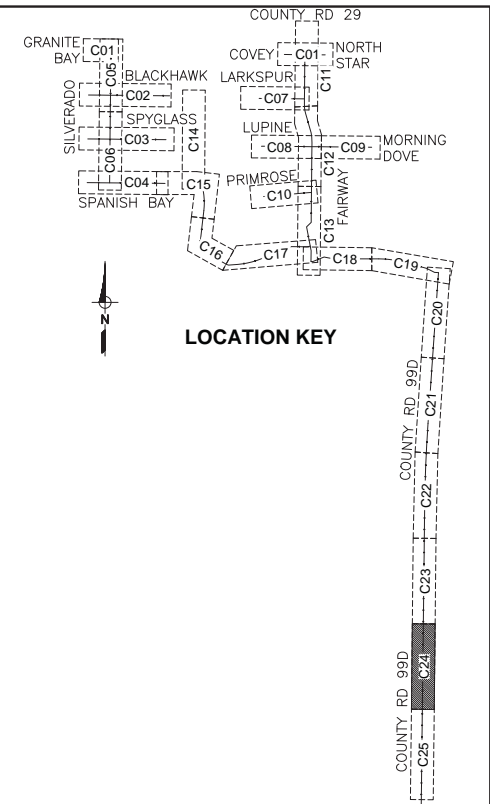 COUNTY RD 29
GRANITE
BAY
C01
C05
BLACKHAWK
C02
SILVERADO
SPYGLASS
C03
C06
C04
SPANISH BAY
C14
C15
C16
C17
COVEY
C01
NORTH
STAR
C11
LARKSPUR
C07
LUPINE
C08
C09
MORNING
DOVE
C12
PRIMROSE
C10
FAIRWAY
C13
C18
C19
C20
N
LOCATION KEY
COUNTY RD 99D
C21
C22
C23
C24
COUNTY RD 99D
C25